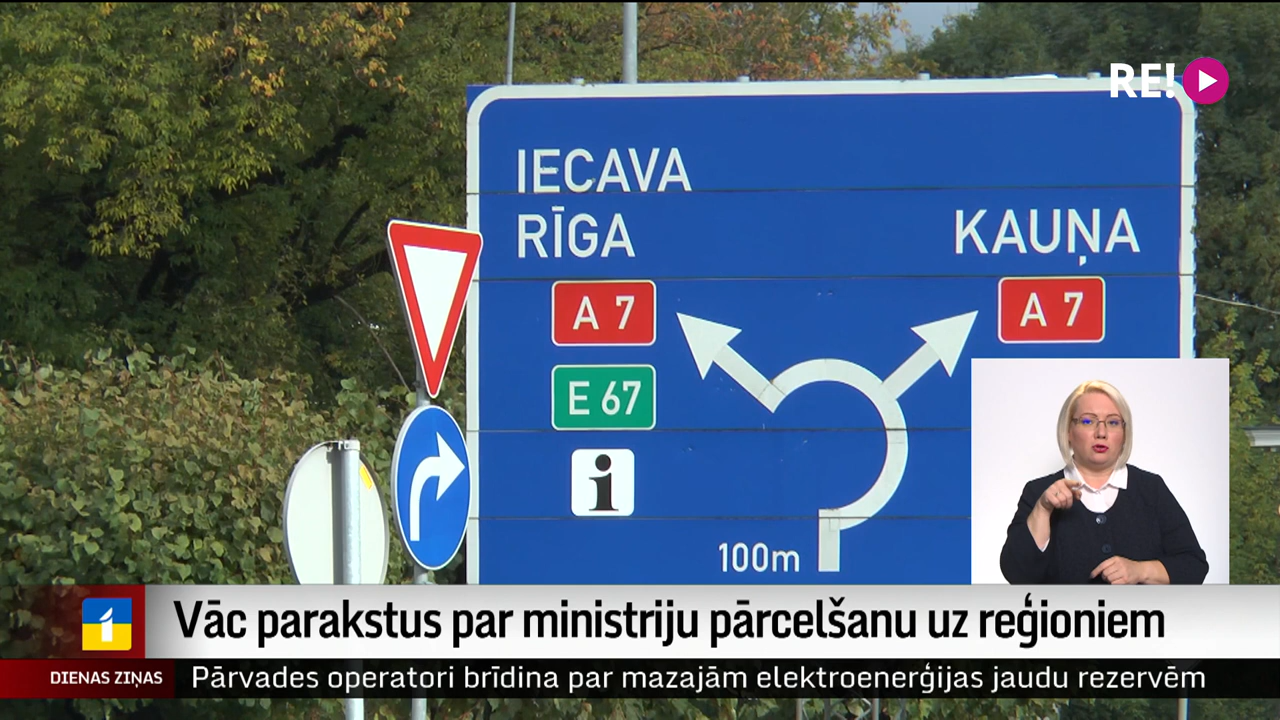 RE!
IECAVA
RĪGA
KAUŅA
A 7
A 7
E 67
i
100m
1
Vāc parakstus par ministriju pārcelšanu uz reģioniem
DIENAS ZIŅAS
Pārvades operatori brīdina par mazajām elektroenerģijas jaudu rezervēm